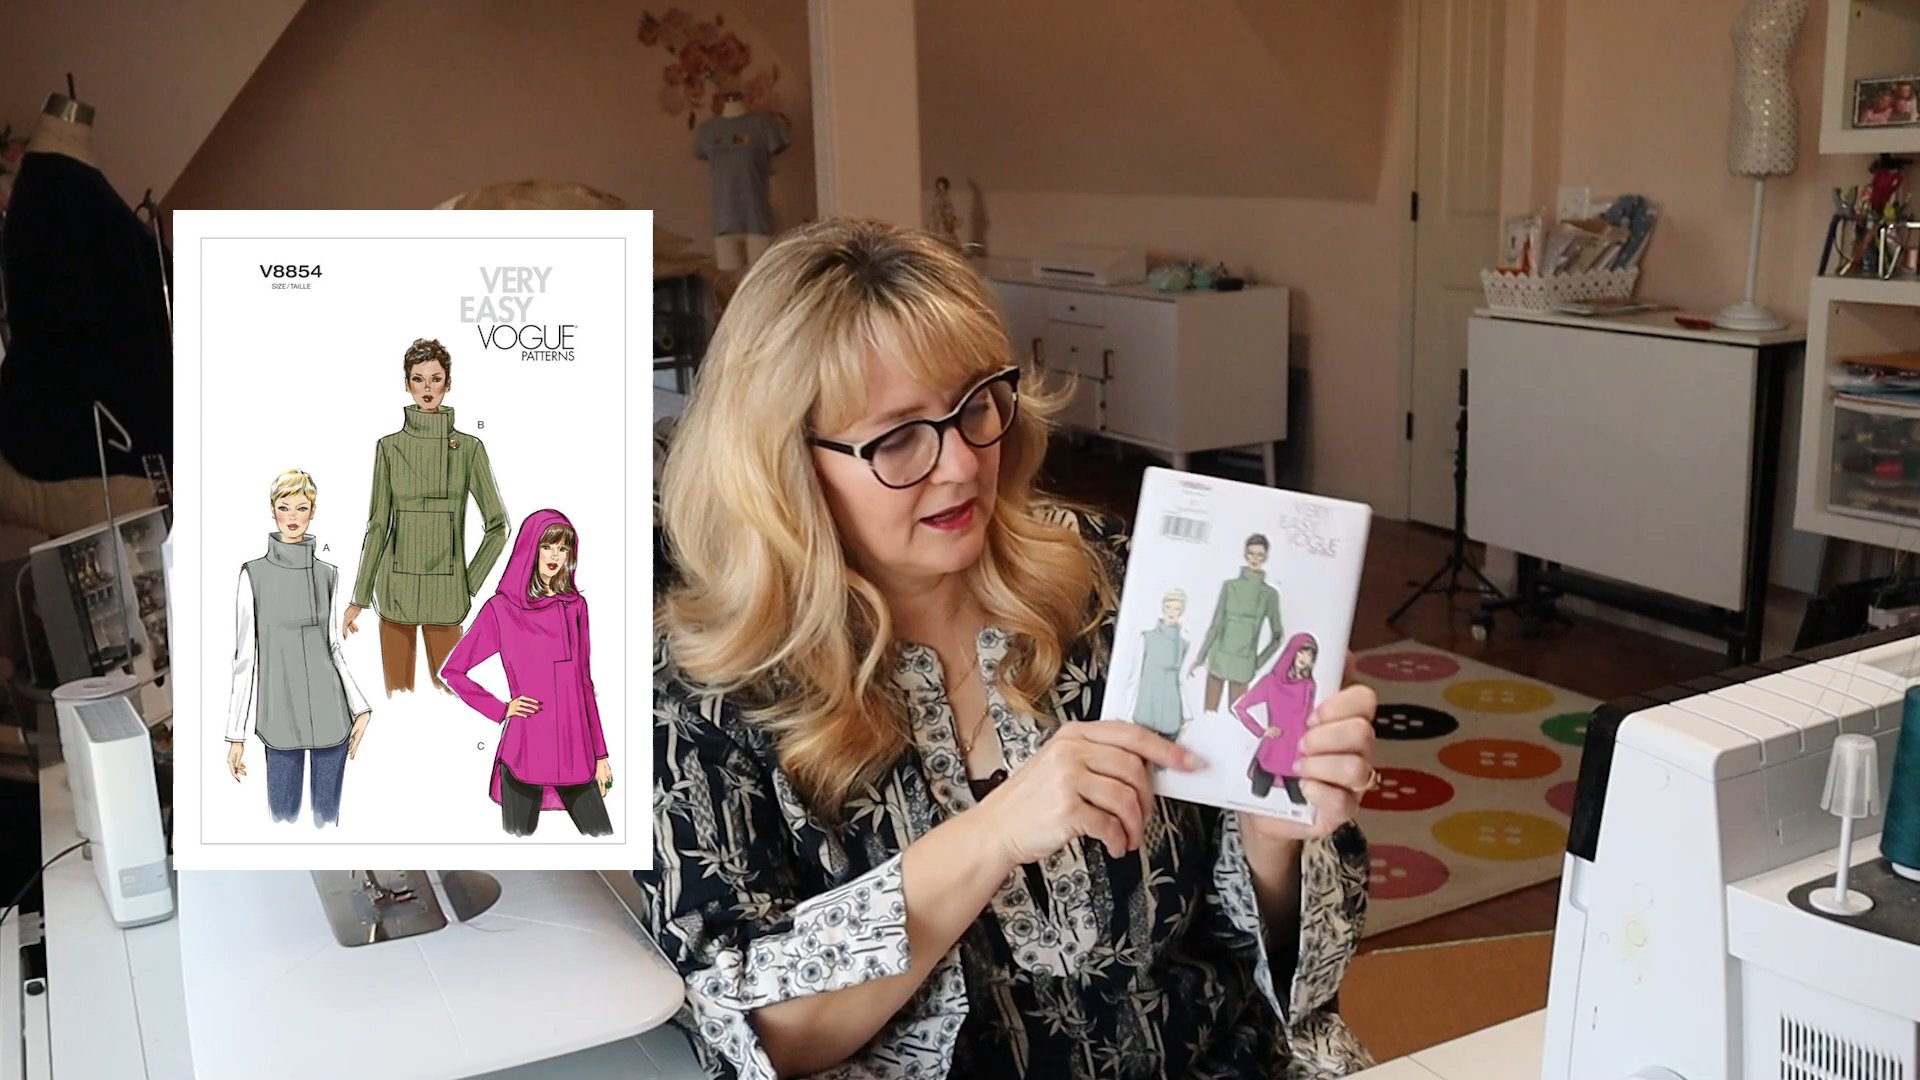 V8854
SIZE/TAILLE
VERY
EASY
VOGUE
PATTERNS
B
A
C
VERY
EASY
VOGUE